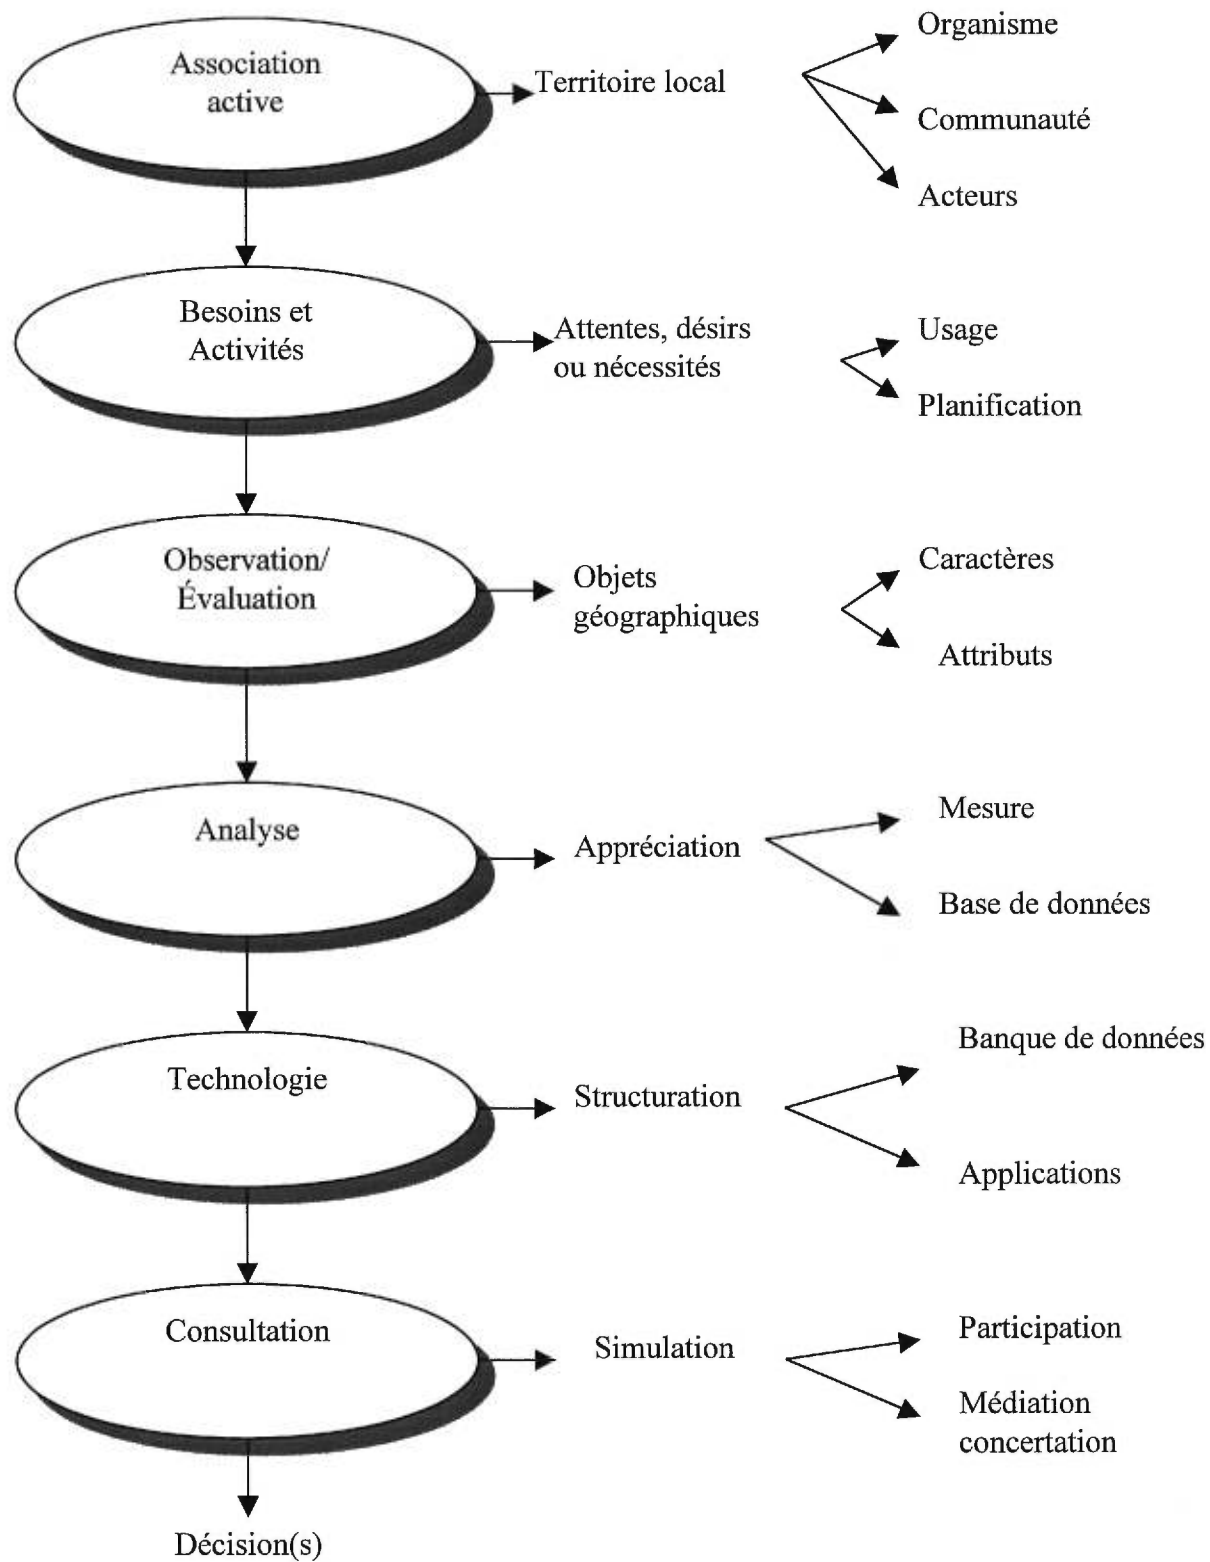 Association
active
Territoire local
Organisme
Communauté
Acteurs
Besoins et
Activités
Attentes, désirs
ou nécessités
Usage
Planification
Observation/
Évaluation
Objets
géographiques
Caractères
Attributs
Analyse
Appréciation
Mesure
Base de données
Technologie
Structuration
Banque de données
Applications
Consultation
Simulation
Participation
Médiation
concertation
Décision(s)